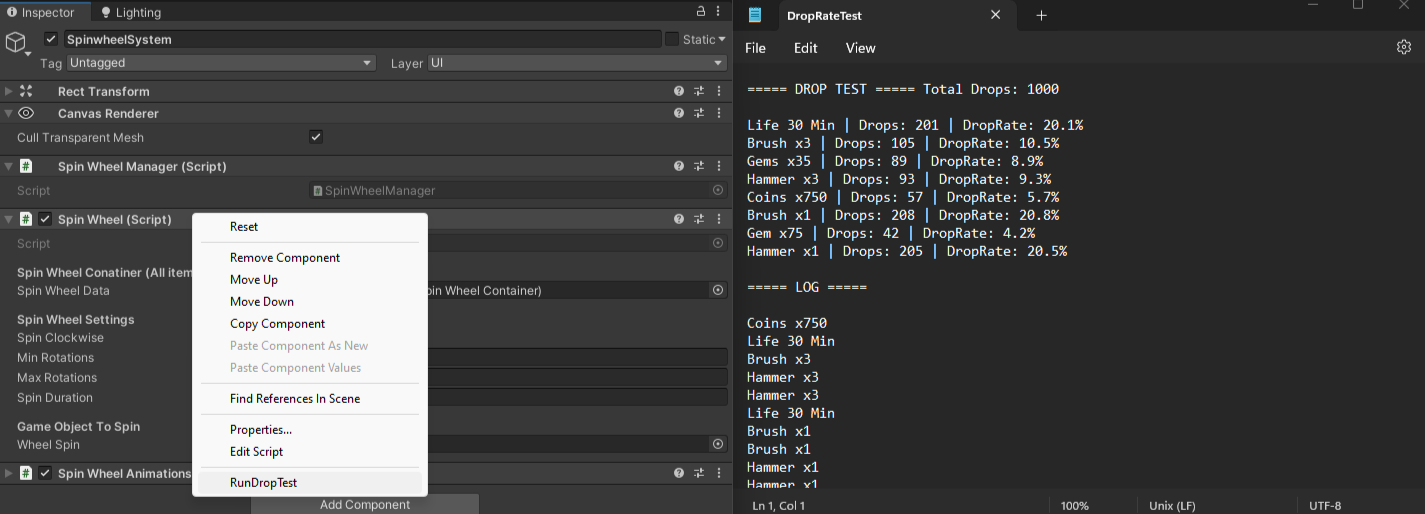 Inspector
Lighting
SpinwheelSystem
Static
Tag Untagged
Layer UI
Rect Transform
Canvas Renderer
Cull Transparent Mesh
Spin Wheel Manager (Script)
Script
SpinWheelManager
Spin Wheel (Script)
Script
Spin Wheel Conatiner (All item
Spin Wheel Data
pin Wheel Container)
Spin Wheel Settings
Spin Clockwise
Min Rotations
Max Rotations
Spin Duration
Game Object To Spin
Wheel Spin
Spin Wheel Animations
Add Component
Reset
Remove Component
Move Up
Move Down
Copy Component
Paste Component As New
Paste Component Values
Find References In Scene
Properties...
Edit Script
RunDropTest
DropRateTest
File Edit View
===== DROP TEST ===== Total Drops: 1000
Life 30 Min | Drops: 201 | DropRate: 20.1%
Brush x3 | Drops: 105 | DropRate: 10.5%
Gems x35 | Drops: 89 | DropRate: 8.9%
Hammer x3 | Drops: 93 | DropRate: 9.3%
Coins x750 | Drops: 57 | DropRate: 5.7%
Brush x1 | Drops: 208 | DropRate: 20.8%
Gem x75 | Drops: 42 | DropRate: 4.2%
Hammer x1 | Drops: 205 | DropRate: 20.5%
===== LOG =====
Coins x750
Life 30 Min
Brush x3
Hammer x3
Hammer x3
Life 30 Min
Brush x1
Brush x1
Hammer x1
Hammer x1
Ln 1, Col 1
100%
Unix (LF)
UTF-8